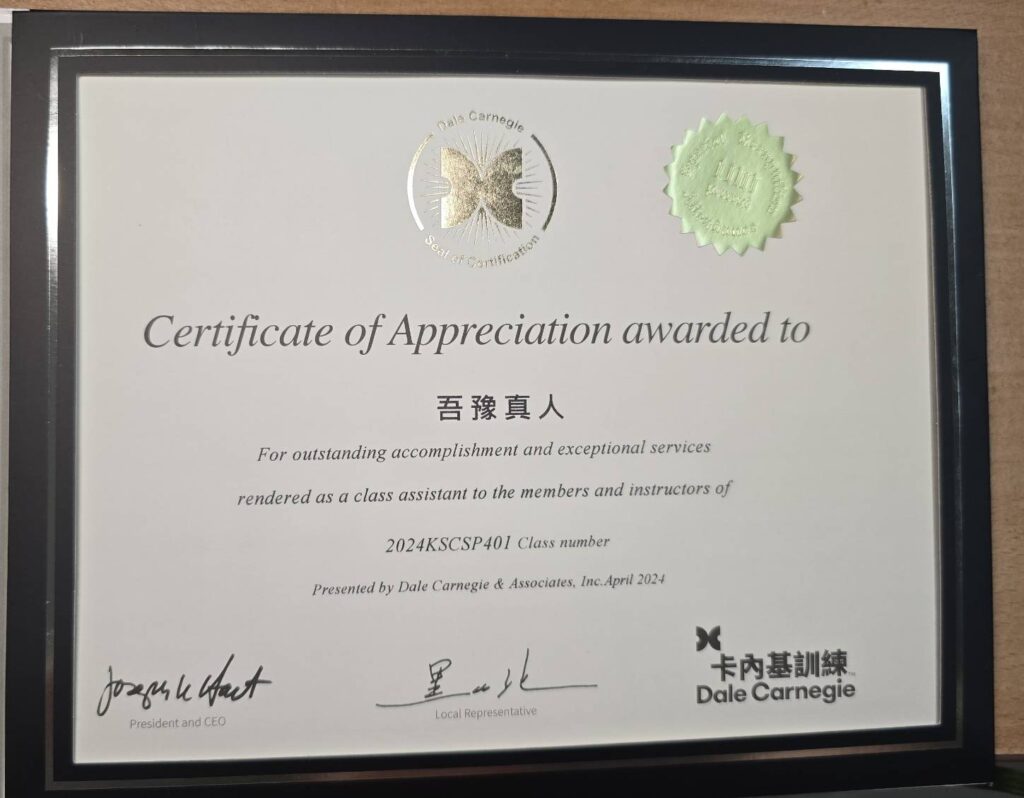 Dale Carnegie
Seal of Certification
Certificate of Appreciation awarded to
吾豫真人
For outstanding accomplishment and exceptional services
rendered as a class assistant to the members and instructors of
2024KSCSP401 Class number
Presented by Dale Carnegie & Associates, Inc.April 2024
President and CEO
Local Representative
卡內基訓練
Dale Carnegie